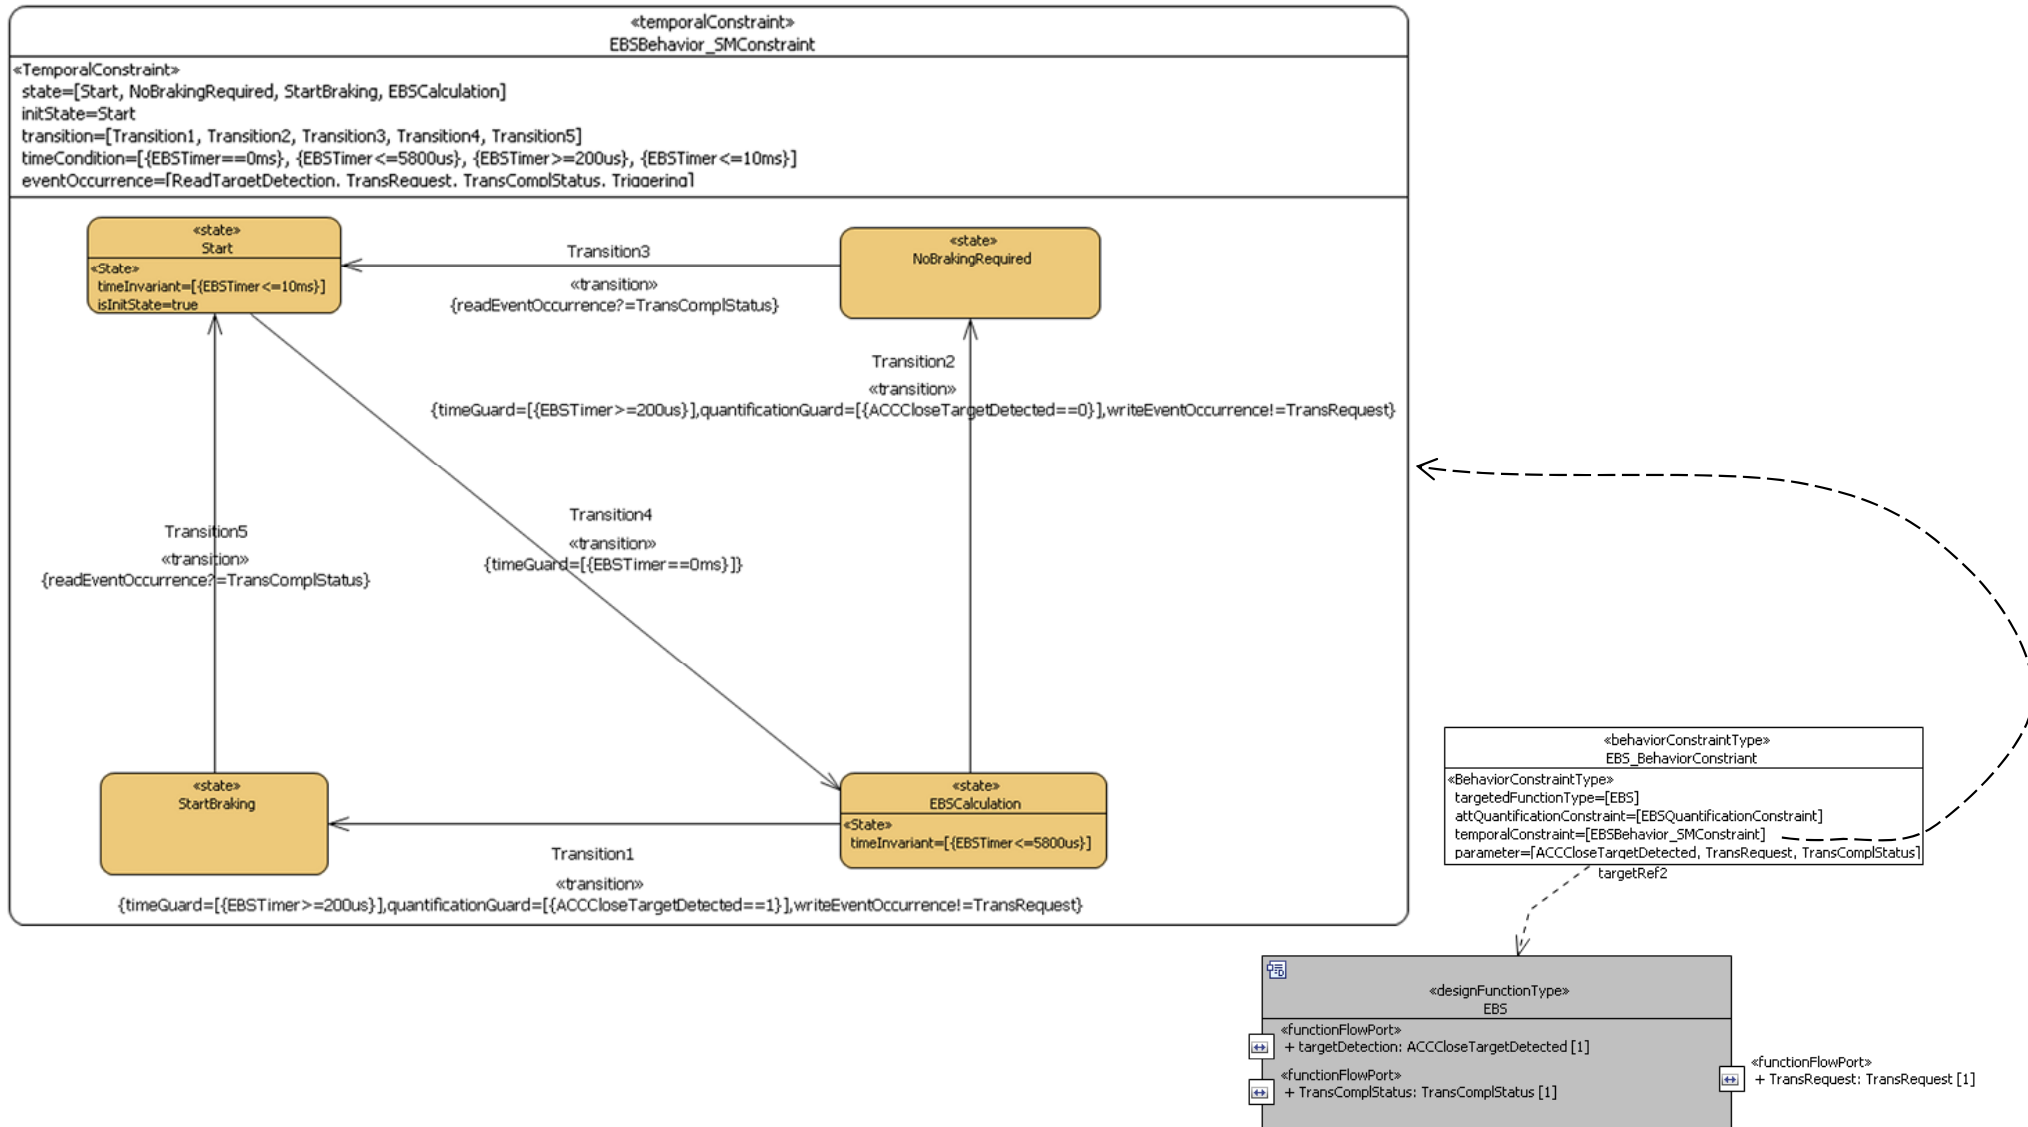 «temporalConstraint»
EBSBehavior_SMConstraint
«TemporalConstraint»
state=[Start, NoBrakingRequired, StartBraking, EBSCalculation]
initState=Start
transition=[Transition1, Transition2, Transition3, Transition4, Transition5]
timeCondition=[{EBSTimer==0ms}, {EBSTimer<=5800us}, {EBSTimer>=200us}, {EBSTimer<=10ms}]
eventOccurrence=[ReadTargetDetection, TransRequest, TransComplStatus, Triggering]
«state»
Start
«State»
timeInvariant=[{EBSTimer<=10ms}]
isInitState=true
Transition3
«transition»
{readEventOccurrence?=TransComplStatus}
«state»
NoBrakingRequired
Transition2
«transition»
{timeGuard=[{EBSTimer>=200us}],quantificationGuard=[{ACCCloseTargetDetected==0}],writeEventOccurrence!=TransRequest}
Transition5
«transition»
{readEventOccurrence?=TransComplStatus}
Transition4
«transition»
{timeGuard=[{EBSTimer==0ms}]}
«state»
StartBraking
«state»
EBSCalculation
«State»
timeInvariant=[{EBSTimer<=5800us}]
Transition1
«transition»
{timeGuard=[{EBSTimer>=200us}],quantificationGuard=[{ACCCloseTargetDetected==1}],writeEventOccurrence!=TransRequest}
«behaviorConstraintType»
EBS_BehaviorConstriant
«BehaviorConstraintType»
targetedFunctionType=[EBS]
attQuantificationConstraint=[EBSQuantificationConstraint]
temporalConstraint=[EBSBehavior_SMConstraint]
parameter=[ACCCloseTargetDetected, TransRequest, TransComplStatus]
targetRef2
«designFunctionType»
EBS
«functionFlowPort»
+ targetDetection: ACCCloseTargetDetected [1]
«functionFlowPort»
+ TransComplStatus: TransComplStatus [1]
«functionFlowPort»
+ TransRequest: TransRequest [1]